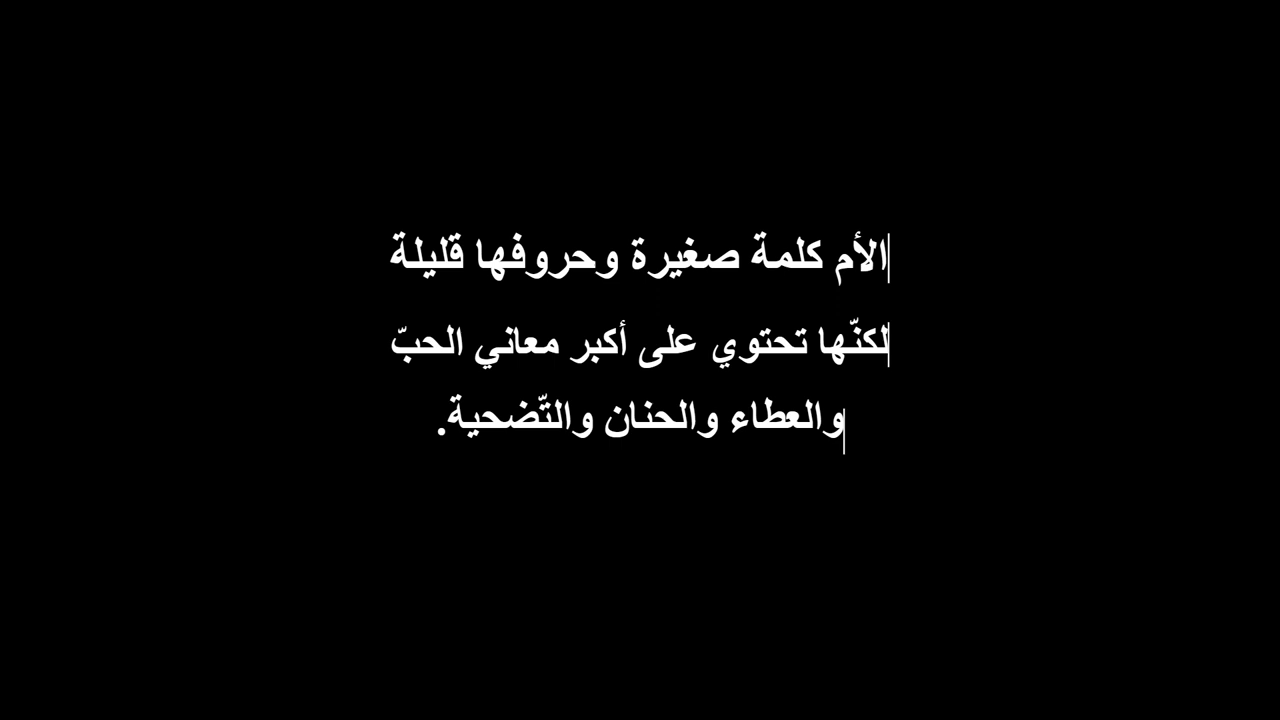 الأم كلمة صغيرة وحروفها قليلة
لكنّها تحتوي على أكبر معاني الحبّ
والعطاء والحنان والتّضحية.